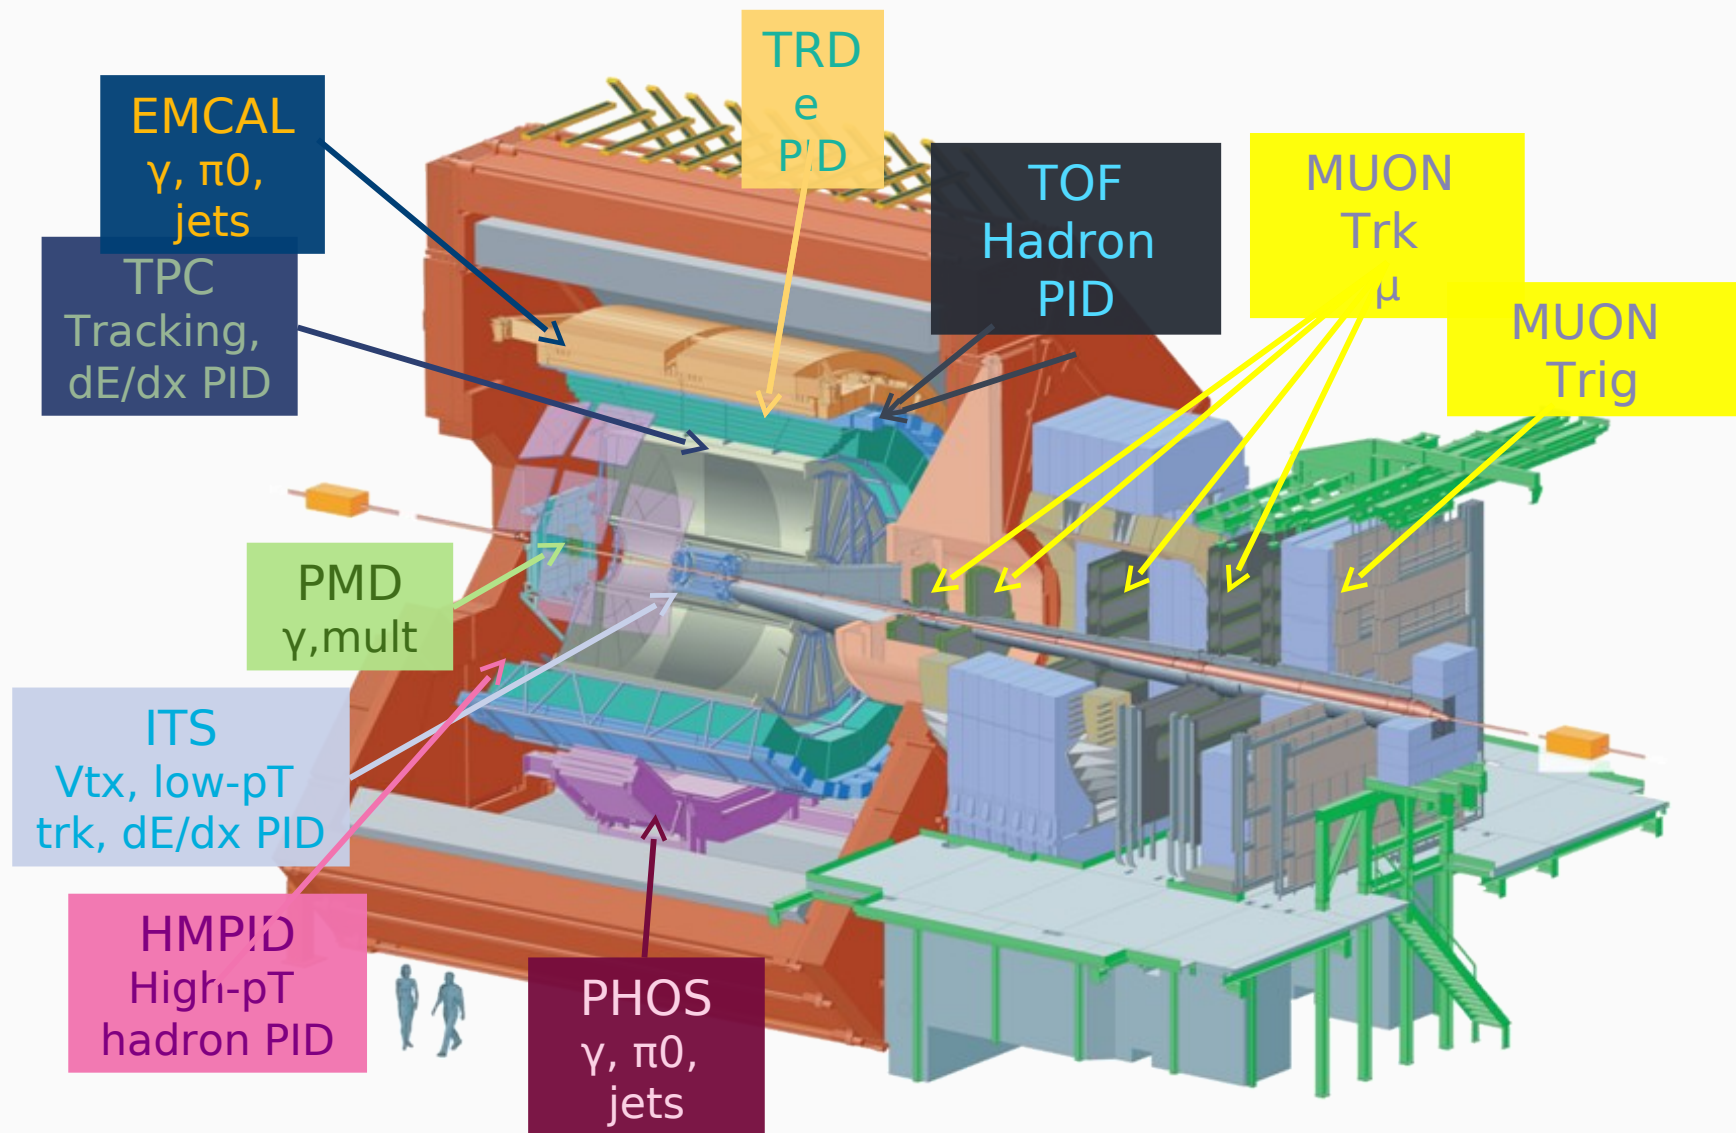 TRD
e
PID
EMCAL
γ, π0,
jets
TOF
Hadron
PID
MUON
Trk
μ
TPC
Tracking,
dE/dx PID
MUON
Trig
PMD
γ,mult
ITS
Vtx, low-pT
trk, dE/dx PID
HMPID
High-pT
hadron PID
PHOS
γ, π0,
jets